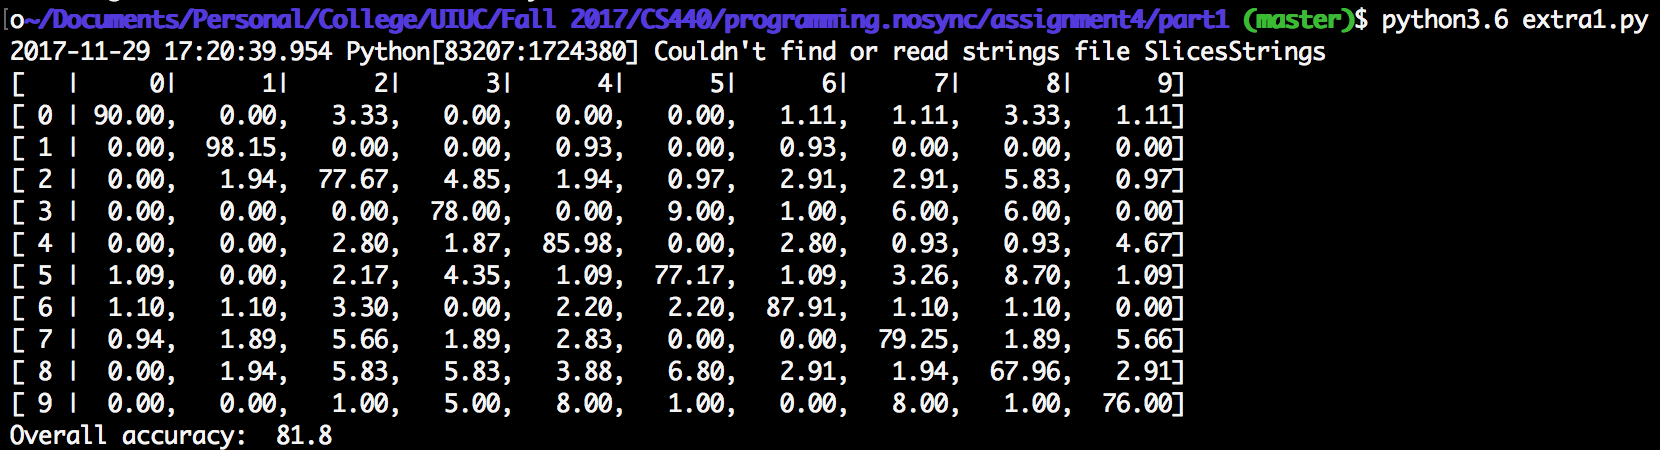 o~/Documents/Personal/College/UIUC/Fall 2017/CS440/programming.nosync/assignment4/part1 (master)$ python3.6 extra1.py
2017-11-29 17:20:39.954 Python[83207:1724380] Couldn't find or read strings file SlicesStrings
[   |     0|      1|      2|      3|      4|      5|      6|      7|      8|      9]
[ 0 | 90.00,  0.00,  3.33,  0.00,  0.00,  0.00,  1.11,  1.11,  3.33,  1.11]
[ 1 |  0.00, 98.15,  0.00,  0.00,  0.93,  0.00,  0.93,  0.00,  0.00,  0.00]
[ 2 |  0.00,  1.94, 77.67,  4.85,  1.94,  0.97,  2.91,  2.91,  5.83,  0.97]
[ 3 |  0.00,  0.00,  0.00, 78.00,  0.00,  9.00,  1.00,  6.00,  6.00,  0.00]
[ 4 |  0.00,  0.00,  2.80,  1.87, 85.98,  0.00,  2.80,  0.93,  0.93,  4.67]
[ 5 |  1.09,  0.00,  2.17,  4.35,  1.09, 77.17,  1.09,  3.26,  8.70,  1.09]
[ 6 |  1.10,  1.10,  3.30,  0.00,  2.20,  2.20, 87.91,  1.10,  1.10,  0.00]
[ 7 |  0.94,  1.89,  5.66,  1.89,  2.83,  0.00,  0.00, 79.25,  1.89,  5.66]
[ 8 |  0.00,  1.94,  5.83,  5.83,  3.88,  6.80,  2.91,  1.94, 67.96,  2.91]
[ 9 |  0.00,  0.00,  1.00,  5.00,  8.00,  1.00,  0.00,  8.00,  1.00, 76.00]
Overall accuracy:  81.8